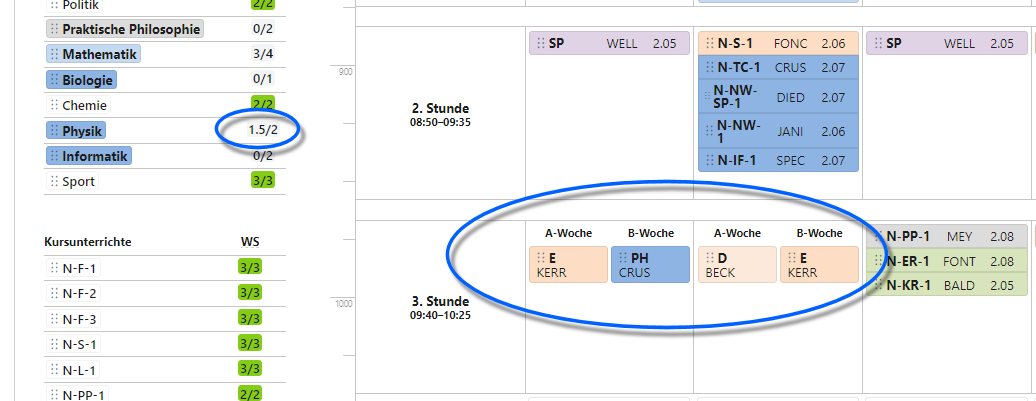 Politik 2/2
Praktische Philosophie 0/2
Mathematik 3/4
Biologie 0/1
Chemie 2/2
Physik 1.5/2
Informatik 0/2
Sport 3/3
Kursunterrichte WS
N-F-1 3/3
N-F-2 3/3
N-F-3 3/3
N-S-1 3/3
N-L-1 3/3
N-PP-1 2/2
900
2. Stunde
08:50–09:35
SP WELL 2.05
N-S-1 FONC 2.06
N-TC-1 CRUS 2.07
N-NW-
SP-1 DIED 2.07
N-NW-
1 JANI 2.06
N-IF-1 SPEC 2.07
SP WELL 2.05
1000
3. Stunde
09:40–10:25
A-Woche B-Woche
E PH
KERR CRUS
A-Woche B-Woche
D E
BECK KERR
N-PP-1 MEY 2.08
N-ER-1 FONT 2.08
N-KR-1 BALD 2.05